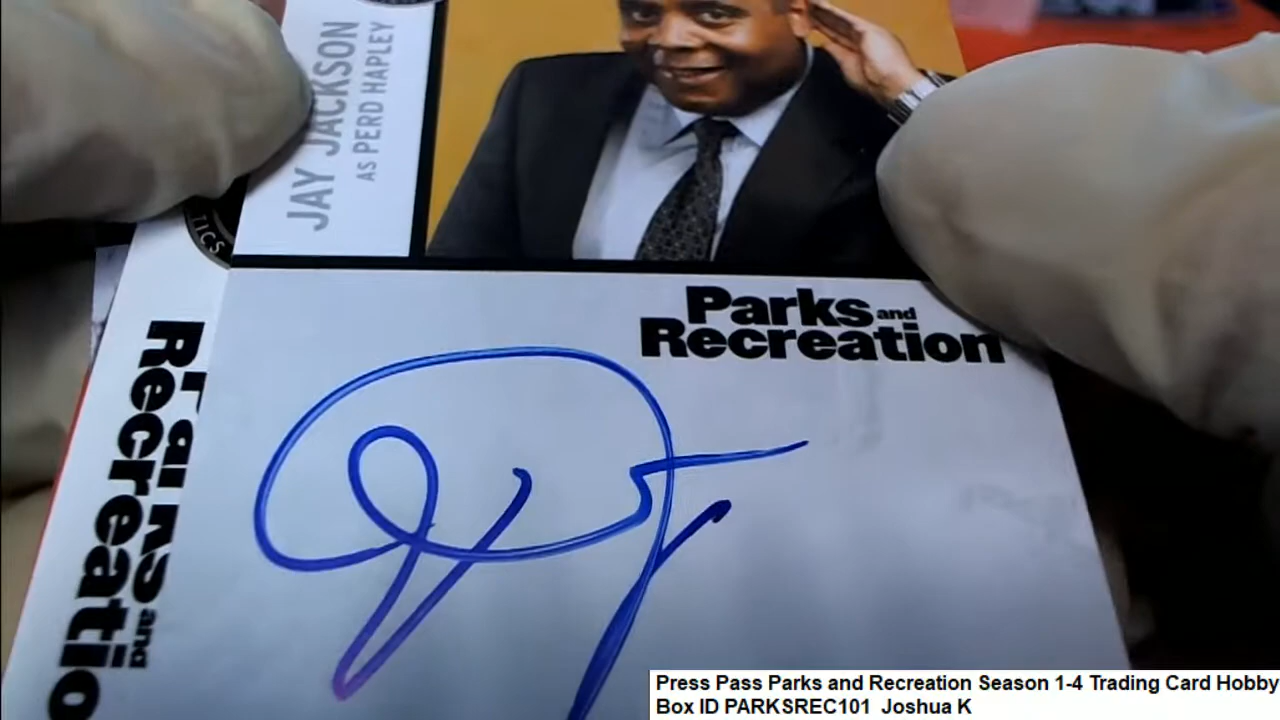 JAY JACKSON
AS PERD HAPLEY
TICS
Parks and
Recreation
Parks and
Recreatio
Press Pass Parks and Recreation Season 1-4 Trading Card Hobby
Box ID PARKSREC101 Joshua K